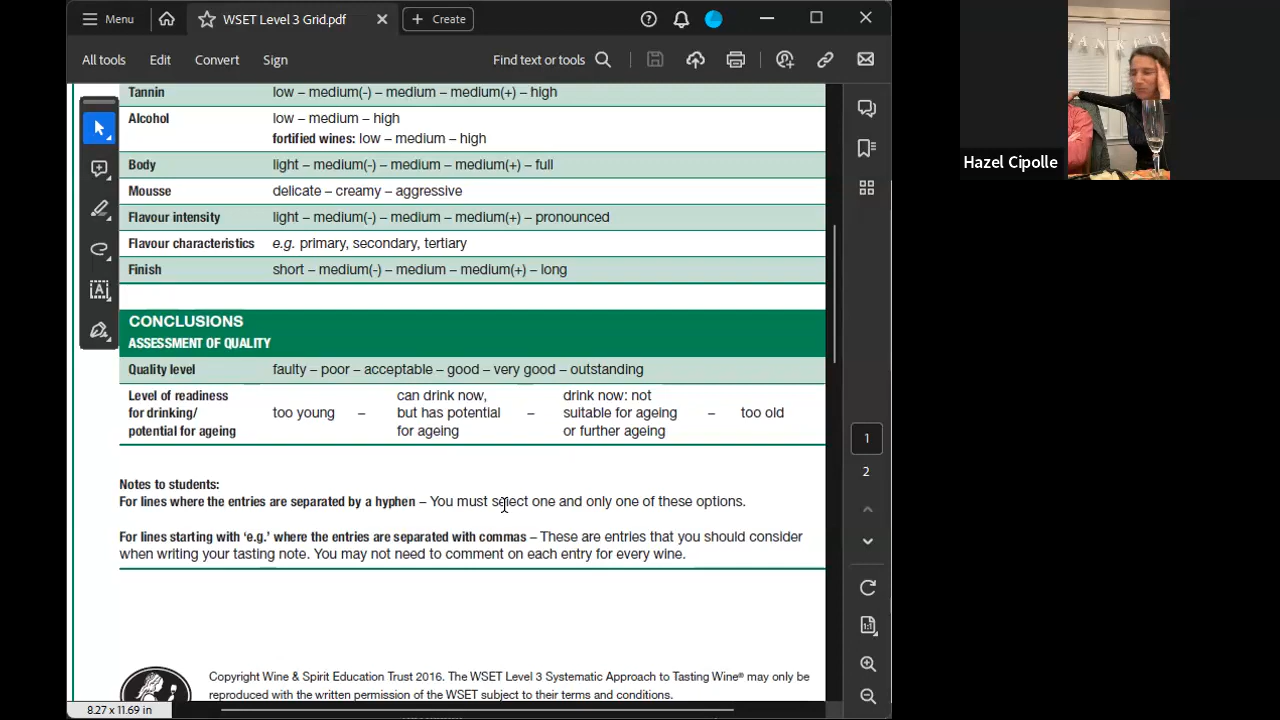 Menu
WSET Level 3 Grid.pdf
Create
All tools
Edit
Convert
Sign
Find text or tools
Tannin low – medium(-) – medium – medium(+) – high
Alcohol low – medium – high
fortified wines: low – medium – high
Body light – medium(-) – medium – medium(+) – full
Mousse delicate – creamy – aggressive
Flavour intensity light – medium(-) – medium – medium(+) – pronounced
Flavour characteristics e.g. primary, secondary, tertiary
Finish short – medium(-) – medium – medium(+) – long
CONCLUSIONS
ASSESSMENT OF QUALITY
Quality level faulty – poor – acceptable – good – very good – outstanding
Level of readiness can drink now, drink now: not
for drinking/ too young – but has potential – suitable for ageing – too old
potential for ageing for ageing or further ageing
Notes to students:
For lines where the entries are separated by a hyphen – You must select one and only one of these options.
For lines starting with ‘e.g.’ where the entries are separated with commas – These are entries that you should consider
when writing your tasting note. You may not need to comment on each entry for every wine.
Copyright Wine & Spirit Education Trust 2016. The WSET Level 3 Systematic Approach to Tasting Wine® may only be
reproduced with the written permission of the WSET subject to their terms and conditions.
8.27 x 11.69 in
1
2
1:1
Hazel Cipolle